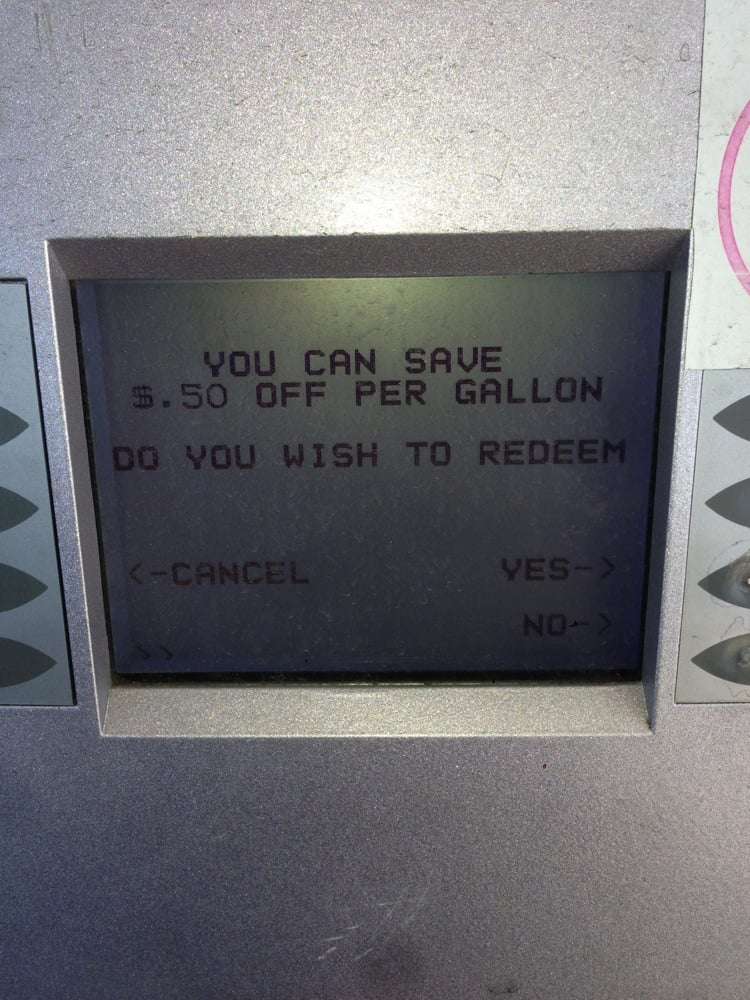 YOU CAN SAVE
$.50 OFF PER GALLON
DO YOU WISH TO REDEEM
<-CANCEL YES->
NO->
>>